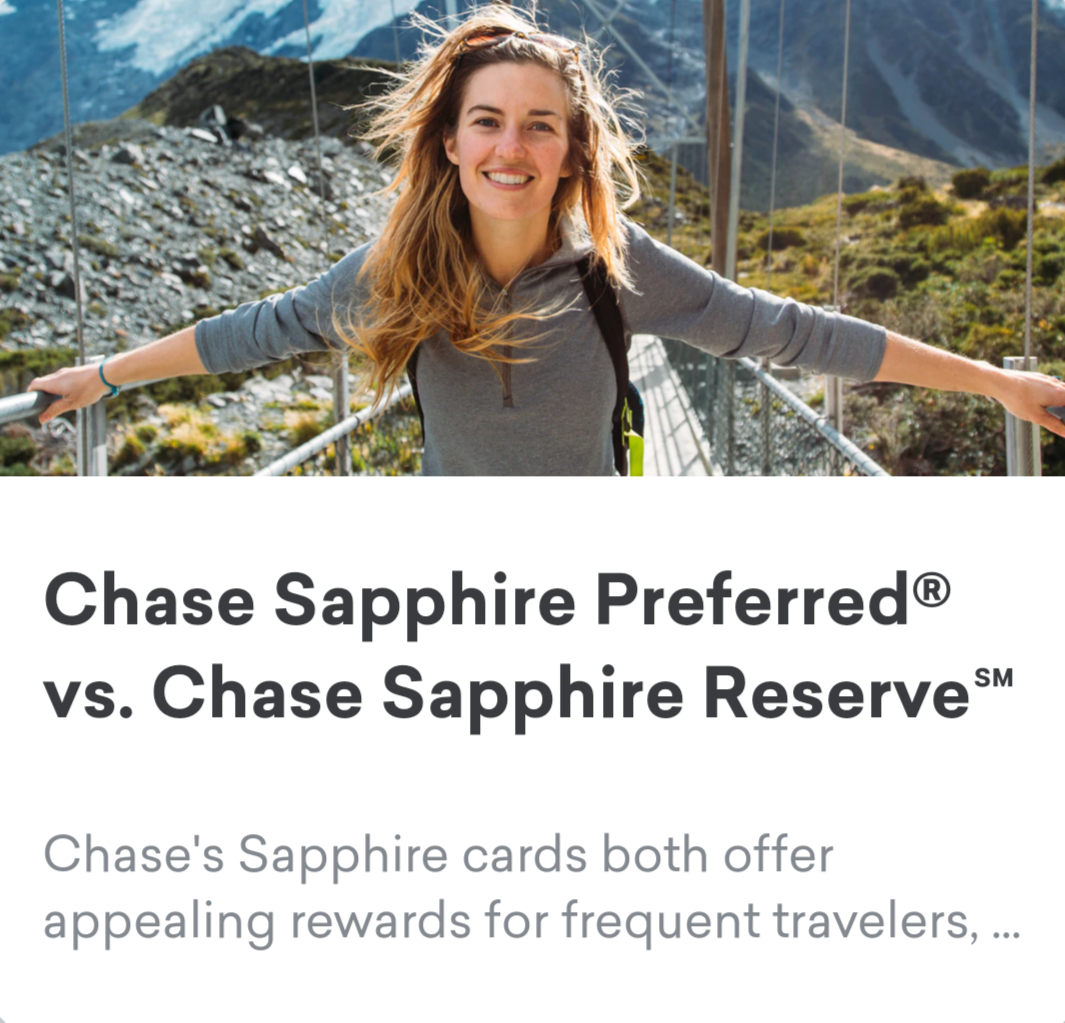 Chase Sapphire Preferred®
vs. Chase Sapphire Reserve℠
Chase's Sapphire cards both offer
appealing rewards for frequent travelers, ...